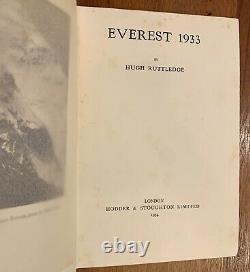 EVEREST 1933
BY
HUGH RUTTLEDGE
LONDON
HODDER & STOUGHTON LIMITED
1934